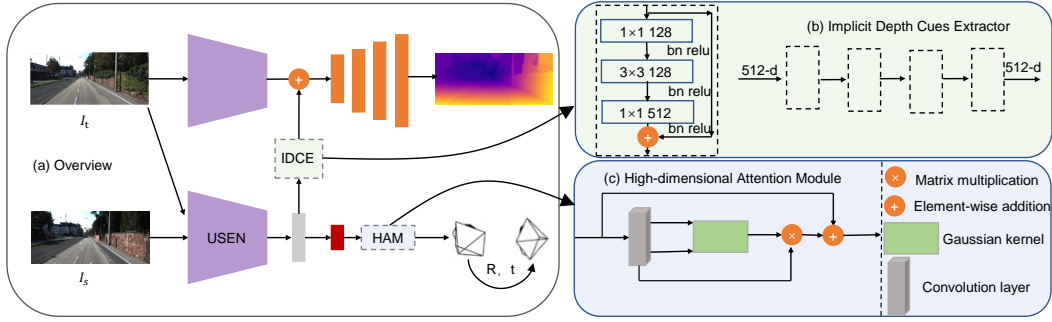 I_t
(a) Overview
I_s
IDCE
USEN
HAM
R, t
1×1 128
bn relu
3×3 128
bn relu
1×1 512
bn relu
(b) Implicit Depth Cues Extractor
512-d
512-d
(c) High-dimensional Attention Module
Matrix multiplication
Element-wise addition
Gaussian kernel
Convolution layer